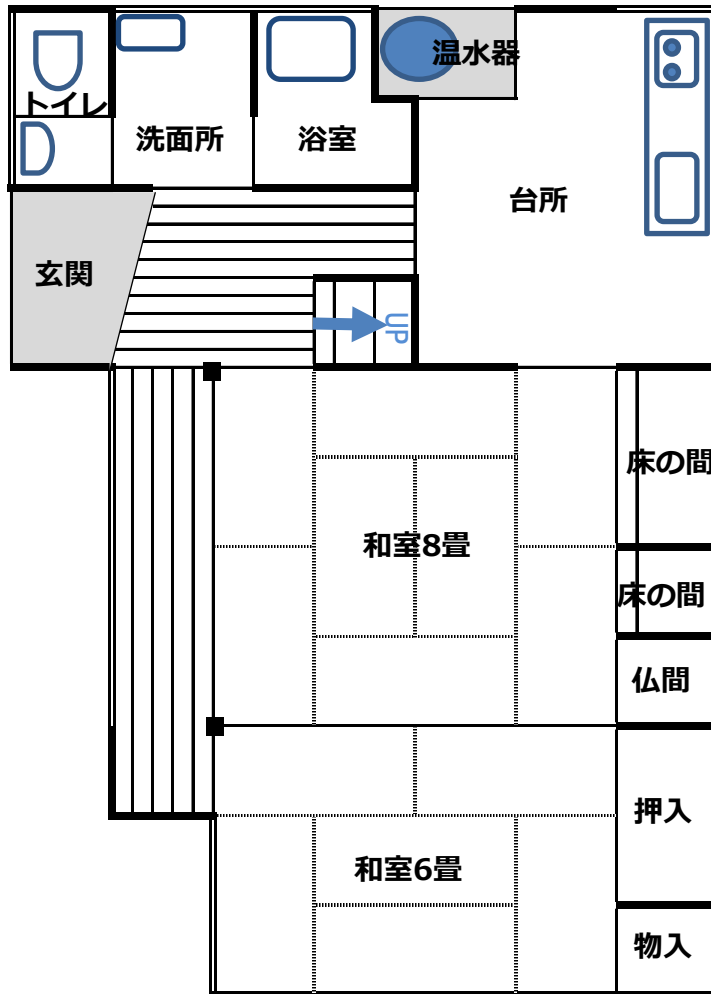 温水器
トイレ
洗面所
浴室
台所
玄関
UP
床の間
和室8畳
床の間
仏間
押入
和室6畳
物入